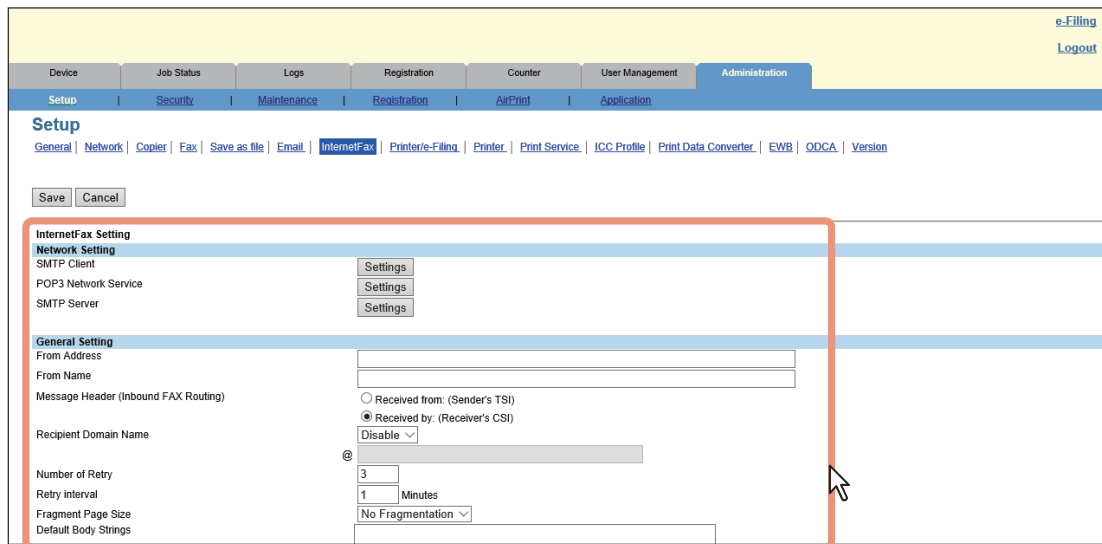 e-Filing
Logout
Device Job Status Logs Registration Counter User Management Administration
Setup | Security | Maintenance | Registration | AirPrint | Application
Setup
General | Network | Copier | Fax | Save as file | Email | InternetFax | Printer/e-Filing | Printer | Print Service | ICC Profile | Print Data Converter | EWB | ODCA | Version
Save Cancel
InternetFax Setting
Network Setting
SMTP Client Settings
POP3 Network Service Settings
SMTP Server Settings
General Setting
From Address
From Name
Message Header (Inbound FAX Routing) Received from: (Sender's TSI)
Received by: (Receiver's CSI)
Recipient Domain Name Disable
@
Number of Retry 3
Retry interval 1 Minutes
Fragment Page Size No Fragmentation
Default Body Strings